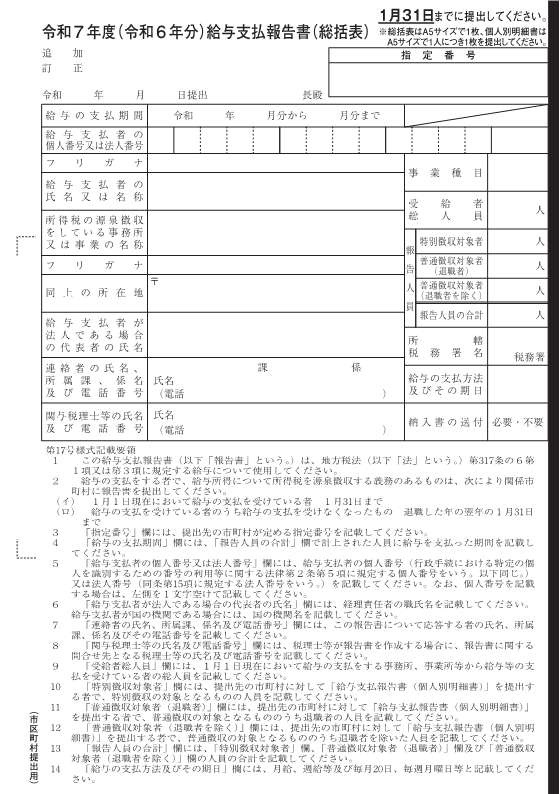 令和７年度（令和６年分）給与支払報告書（総括表）
1月31日までに提出してください。
※総括表はA5サイズで1枚、個人別明細書は
A5サイズで1人につき1枚を提出してください。
追　加
訂　正
指　定　番　号
令和　　年　　月　　日提出　　長殿
給与の支払期間　令和　　年　　月分から　　月分まで
給与支払者の
個人番号又は法人番号
フリガナ
給与支払者の
氏名又は名称
事業種目
所得税の源泉徴収
をしている事務所
又は事業の名称
受給者
総人員　人
報告人員
特別徴収対象者　人
普通徴収対象者
（退職者）　人
普通徴収対象者
（退職者を除く）　人
報告人員の合計　人
フリガナ
同上の所在地　〒
給与支払者が
法人である場合
の代表者の氏名
所轄
税務署名　税務署
連絡者の氏名、
所属課、係名
及び電話番号
課　　係
氏名
（電話　　）
給与の支払方法
及びその期日
関与税理士等の氏名
及び電話番号
氏名
（電話　　）
納入書の送付　必要・不要
第17号様式記載要領
1　この給与支払報告書（以下「報告書」という。）は、地方税法（以下「法」という。）第317条の６第
１項又は第３項に規定する給与について使用してください。
2　給与の支払をする者で、給与所得について所得税を源泉徴収する義務のあるものは、次により関係市
町村に報告書を提出してください。
（イ）　１月１日現在において給与の支払を受けている者　１月31日まで
（ロ）　給与の支払を受けている者のうち給与の支払を受けなくなったもの　退職した年の翌年の１月31日
まで
3　「指定番号」欄には、提出先の市町村が定める指定番号を記載してください。
4　「給与の支払期間」欄には、「報告人員の合計」欄で計上された人員に給与を支払った期間を記載し
てください。
5　「給与支払者の個人番号又は法人番号」欄には、給与支払者の個人番号（行政手続における特定の個
人を識別するための番号の利用等に関する法律第２条第５項に規定する個人番号をいう。以下同じ。）
又は法人番号（同条第15項に規定する法人番号をいう。）を記載してください。なお、個人番号を記載
する場合は、左側を１文字空けて記載してください。
6　「給与支払者が法人である場合の代表者の氏名」欄には、経理責任者の職氏名を記載してください。
給与支払者が国の機関である場合には、国の機関名を記載してください。
7　「連絡者の氏名、所属課、係名及び電話番号」欄には、この報告書について応答する者の氏名、所属
課、係名及びその電話番号を記載してください。
8　「関与税理士等の氏名及び電話番号」欄には、税理士等が報告書を作成する場合に、報告書に関する
問合せ先となる税理士等の氏名及び電話番号を記載してください。
9　「受給者総人員」欄には、１月１日現在において給与の支払をする事務所、事業所等から給与等の支
払を受けている者の総人員を記載してください。
10　「特別徴収対象者」欄には、提出先の市町村に対して「給与支払報告書（個人別明細書）」を提出す
る者で、特別徴収の対象となるものの人員を記載してください。
11　「普通徴収対象者（退職者）」欄には、提出先の市町村に対して「給与支払報告書（個人別明細書）」
を提出する者で、普通徴収の対象となるもののうち退職者の人員を記載してください。
12　「普通徴収対象者（退職者を除く）」欄には、提出先の市町村に対して「給与支払報告書（個人別明
細書）」を提出する者で、普通徴収の対象となるもののうち退職者を除いた人員を記載してください。
13　「報告人員の合計」欄には、「特別徴収対象者」欄、「普通徴収対象者（退職者）」欄及び「普通徴収
対象者（退職者を除く）」欄の人員の合計を記載してください。
14　「給与の支払方法及びその期日」欄には、月給、週給等及び毎月20日、毎週月曜日等と記載してくだ
さい。
（市区町村提出用）